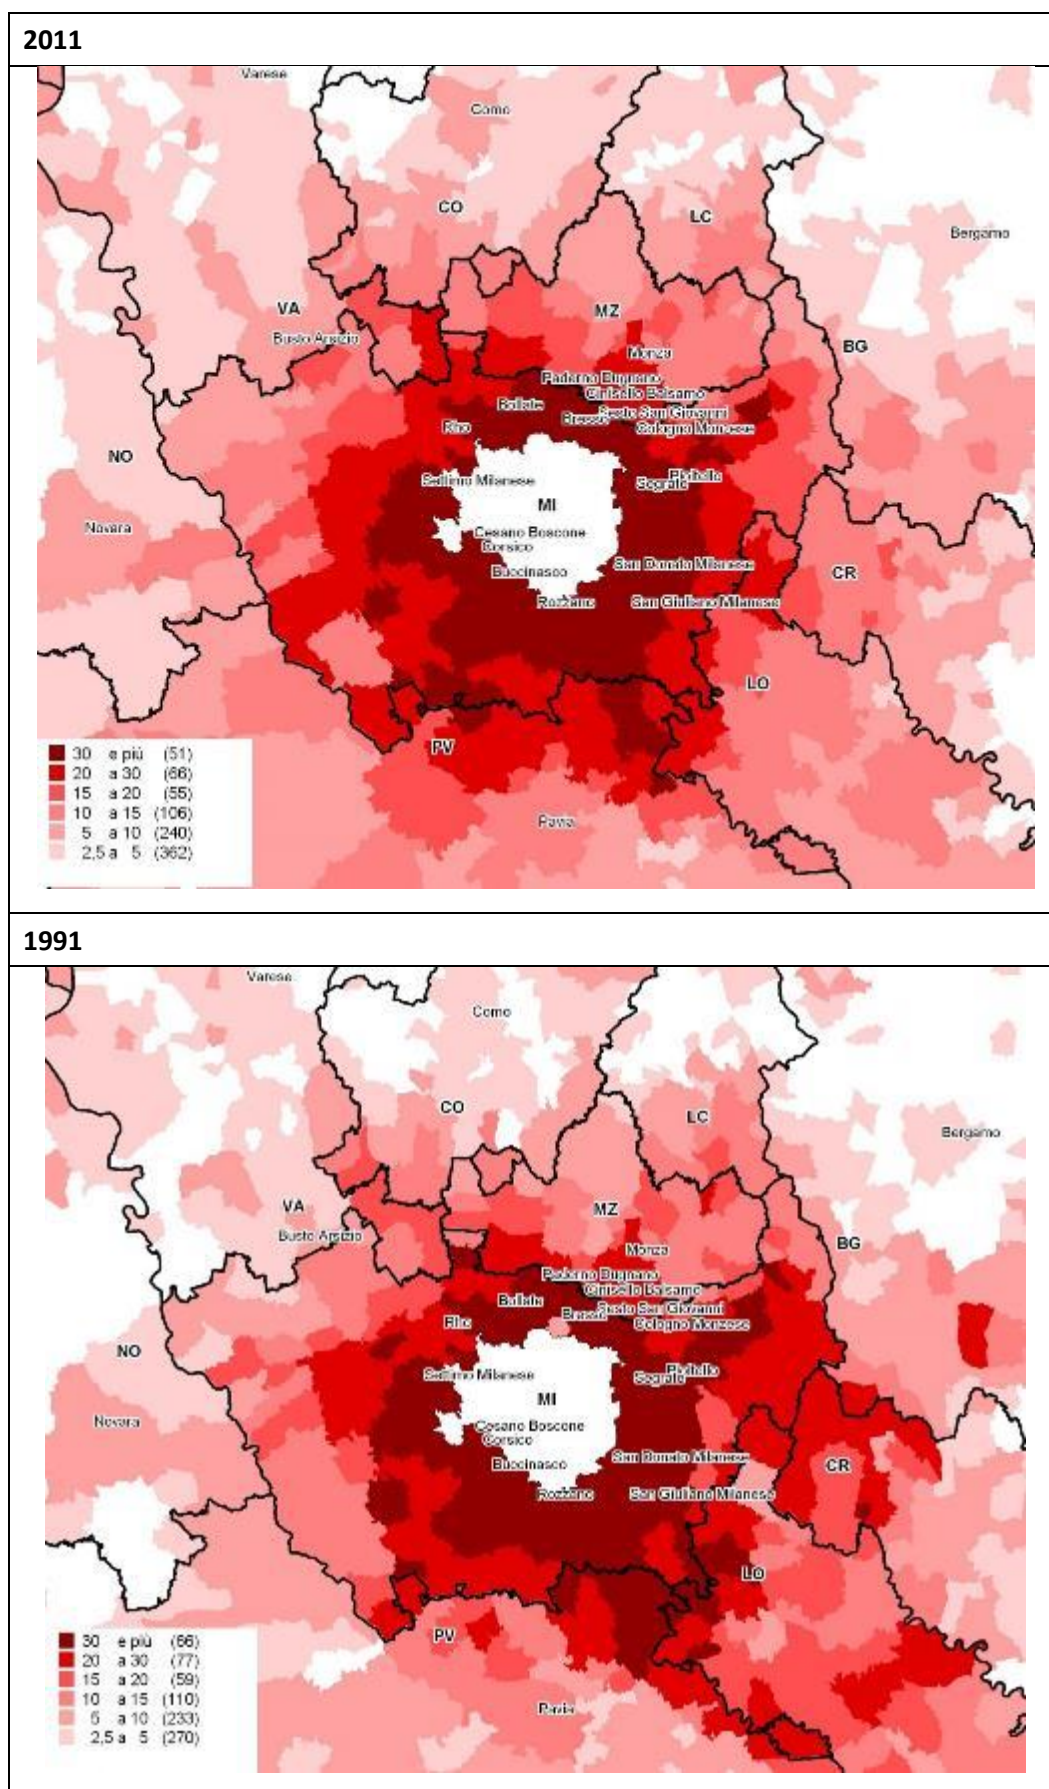 2011
Varese
Como
CO
LC
Bergamo
VA
MZ
Busto Arsizio
BG
Monza
Paderno Dugnano
Cinisello Balsamo
Bollate
Sesto San Giovanni
Bresso
Rho
Cologno Monzese
NO
Settimo Milanese
Pioltello
Segrate
MI
Novara
Cesano Boscone
Corsico
San Donato Milanese
Buccinasco
CR
Rozzano
San Giuliano Milanese
LO
PV
30 e più (51)
20 a 30 (66)
15 a 20 (55)
10 a 15 (106)
5 a 10 (240)
2,5 a 5 (362)
Pavia
1991
Varese
Como
CO
LC
Bergamo
VA
MZ
Busto Arsizio
BG
Monza
Paderno Dugnano
Cinisello Balsamo
Bollate
Sesto San Giovanni
Bresso
Rho
Cologno Monzese
NO
Settimo Milanese
Pioltello
Segrate
MI
Novara
Cesano Boscone
Corsico
San Donato Milanese
Buccinasco
CR
Rozzano
San Giuliano Milanese
LO
PV
30 e più (66)
20 a 30 (77)
15 a 20 (59)
10 a 15 (110)
5 a 10 (233)
2,5 a 5 (270)
Pavia